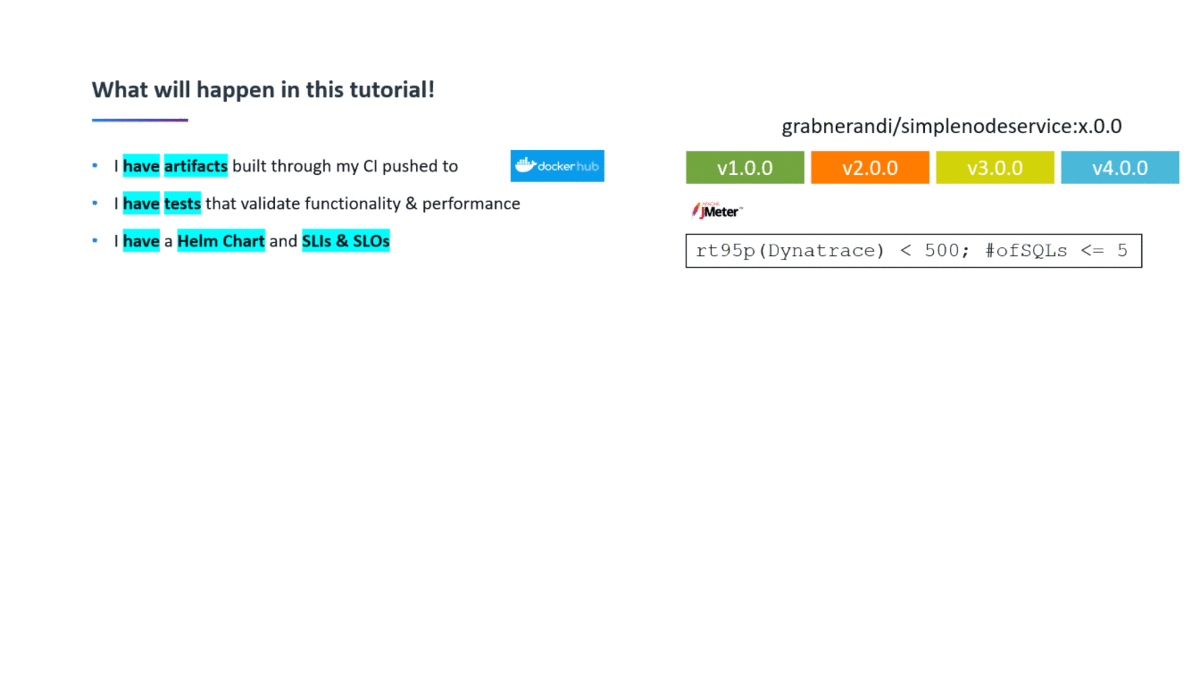 What will happen in this tutorial!
grabnerandi/simplenodeservice:x.0.0
• I have artifacts built through my CI pushed to
dockerhub
v1.0.0 v2.0.0 v3.0.0 v4.0.0
• I have tests that validate functionality & performance
APACHE
JMeter™
• I have a Helm Chart and SLIs & SLOs
rt95p(Dynatrace) < 500; #ofSQLs <= 5